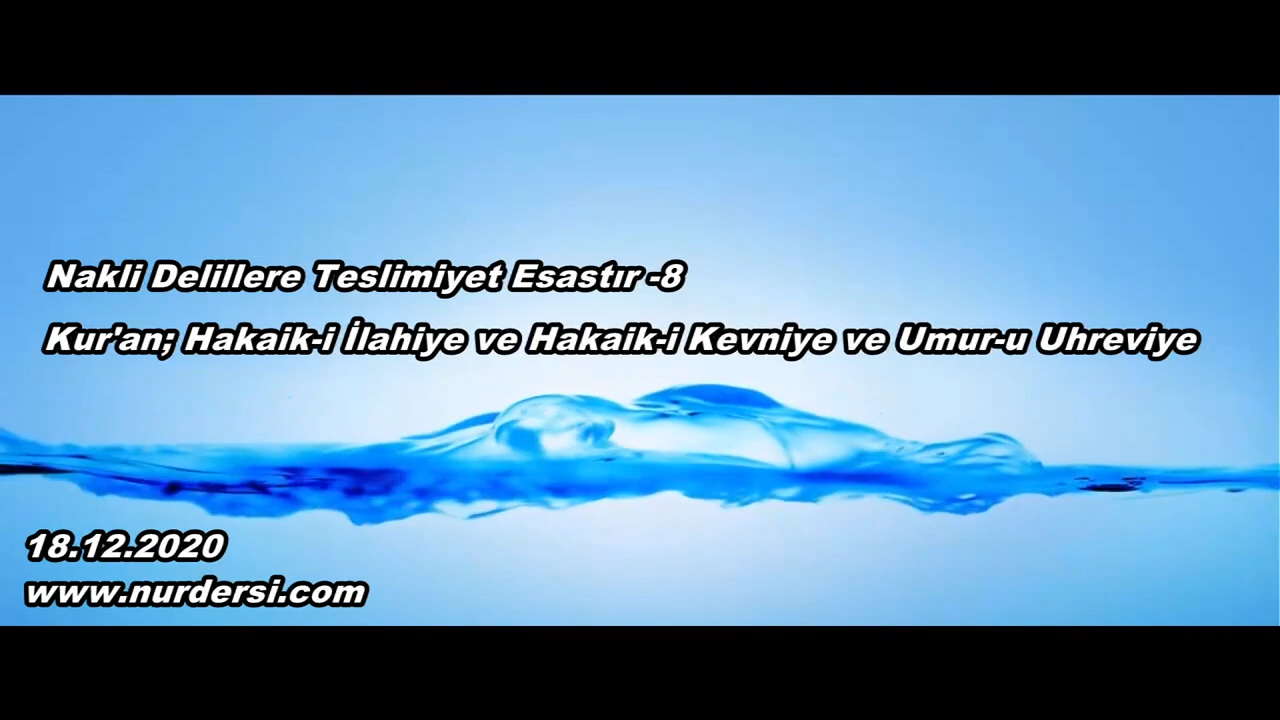 Nakli Delillere Teslimiyet Esastır -8
Kur'an; Hakaik-i İlahiye ve Hakaik-i Kevniye ve Umur-u Uhreviye
18.12.2020
www.nurdersi.com